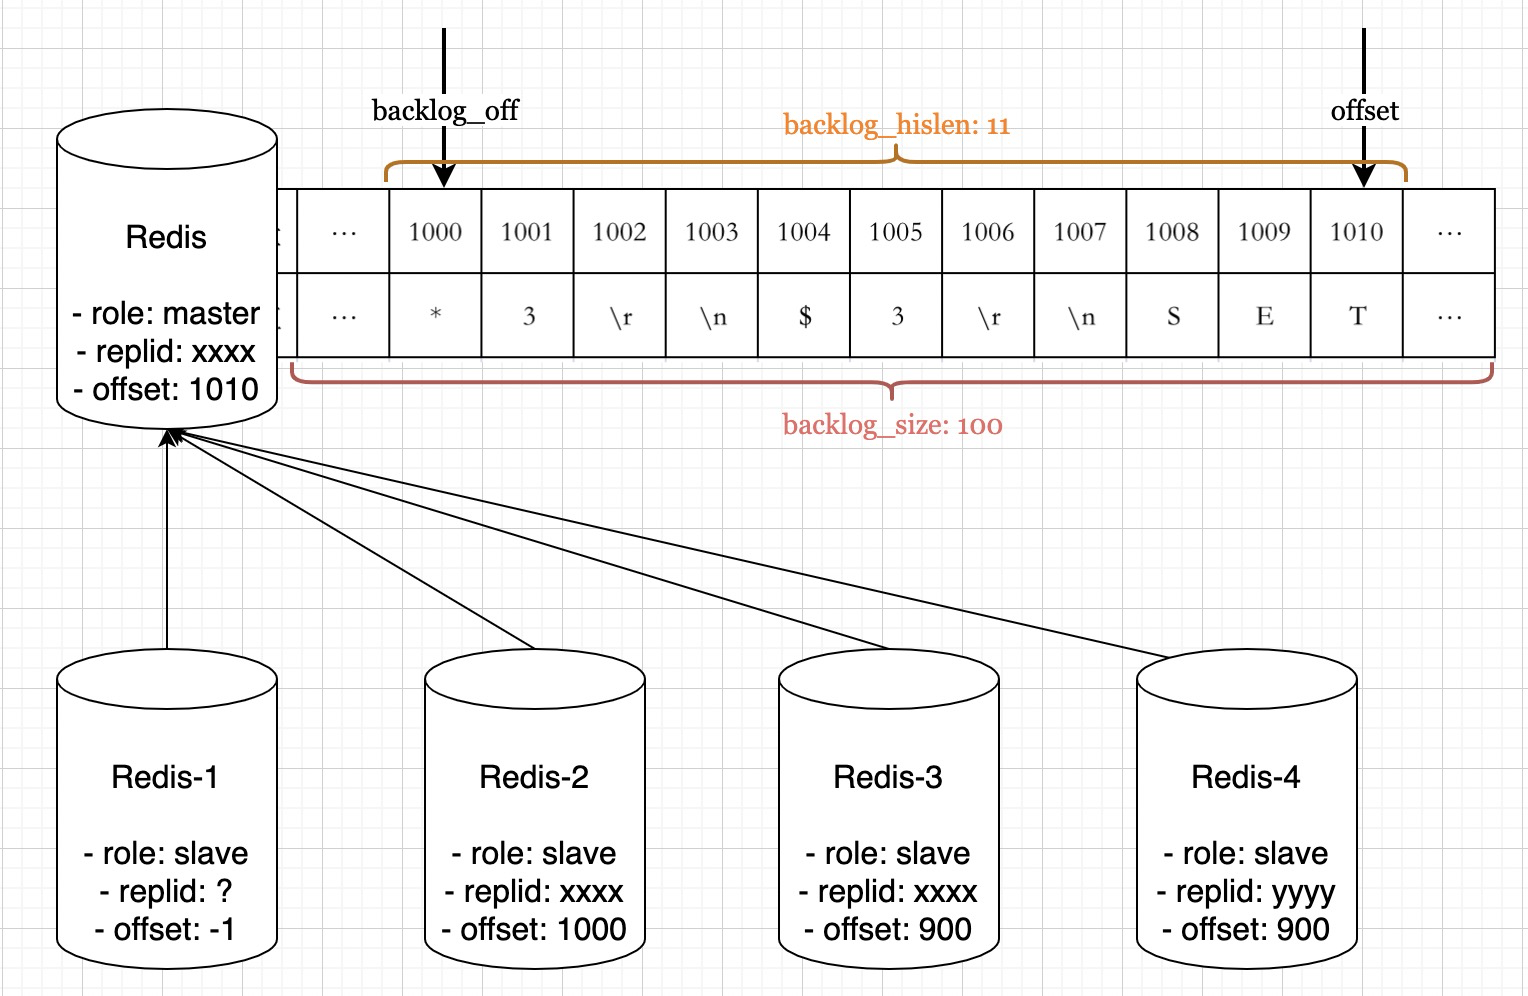 backlog_off
backlog_hislen: 11
offset
... 1000 1001 1002 1003 1004 1005 1006 1007 1008 1009 1010 ...
... * 3 \r \n $ 3 \r \n S E T ...
backlog_size: 100
Redis
- role: master
- replid: xxxx
- offset: 1010
Redis-1
- role: slave
- replid: ?
- offset: -1
Redis-2
- role: slave
- replid: xxxx
- offset: 1000
Redis-3
- role: slave
- replid: xxxx
- offset: 900
Redis-4
- role: slave
- replid: yyyy
- offset: 900